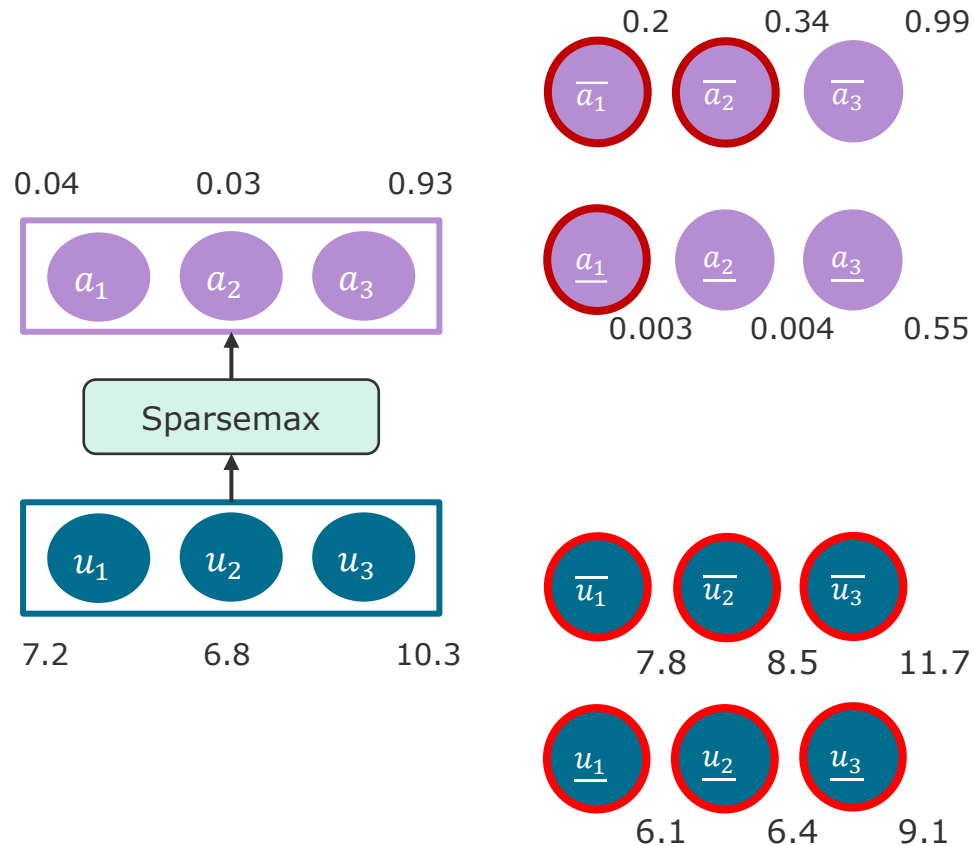 0.2 0.34 0.99
a̅₁ a̅₂ a̅₃
0.04 0.03 0.93
a₁ a₂ a₃
a̲₁ a̲₂ a̲₃
0.003 0.004 0.55
Sparsemax
u₁ u₂ u₃
7.2 6.8 10.3
u̅₁ u̅₂ u̅₃
7.8 8.5 11.7
u̲₁ u̲₂ u̲₃
6.1 6.4 9.1